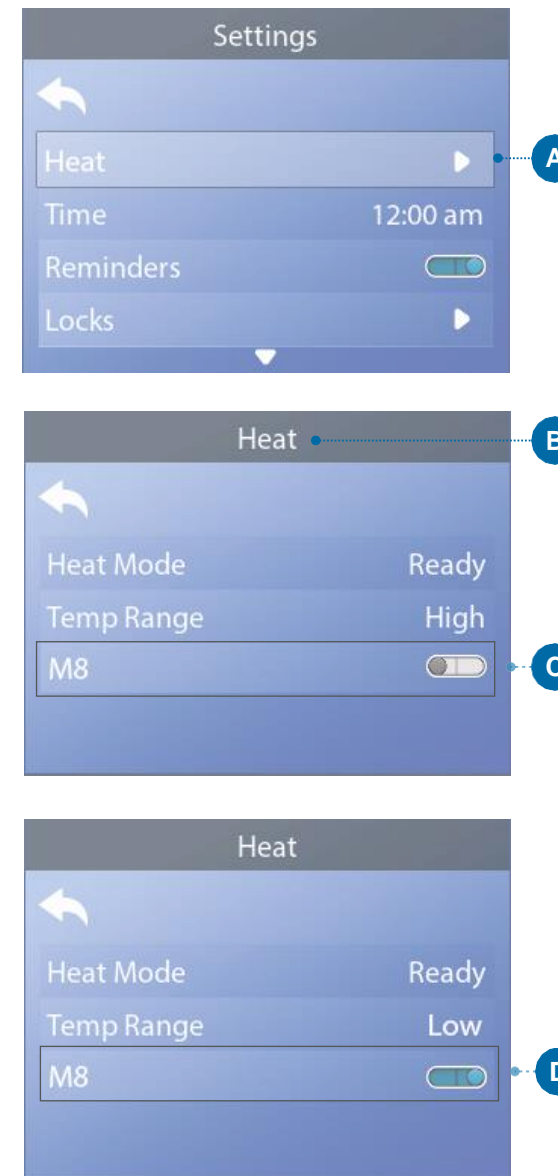 Settings
Heat A
Time 12:00 am
Reminders
Locks
Heat B
Heat Mode Ready
Temp Range High
M8 C
Heat
Heat Mode Ready
Temp Range Low
M8 D